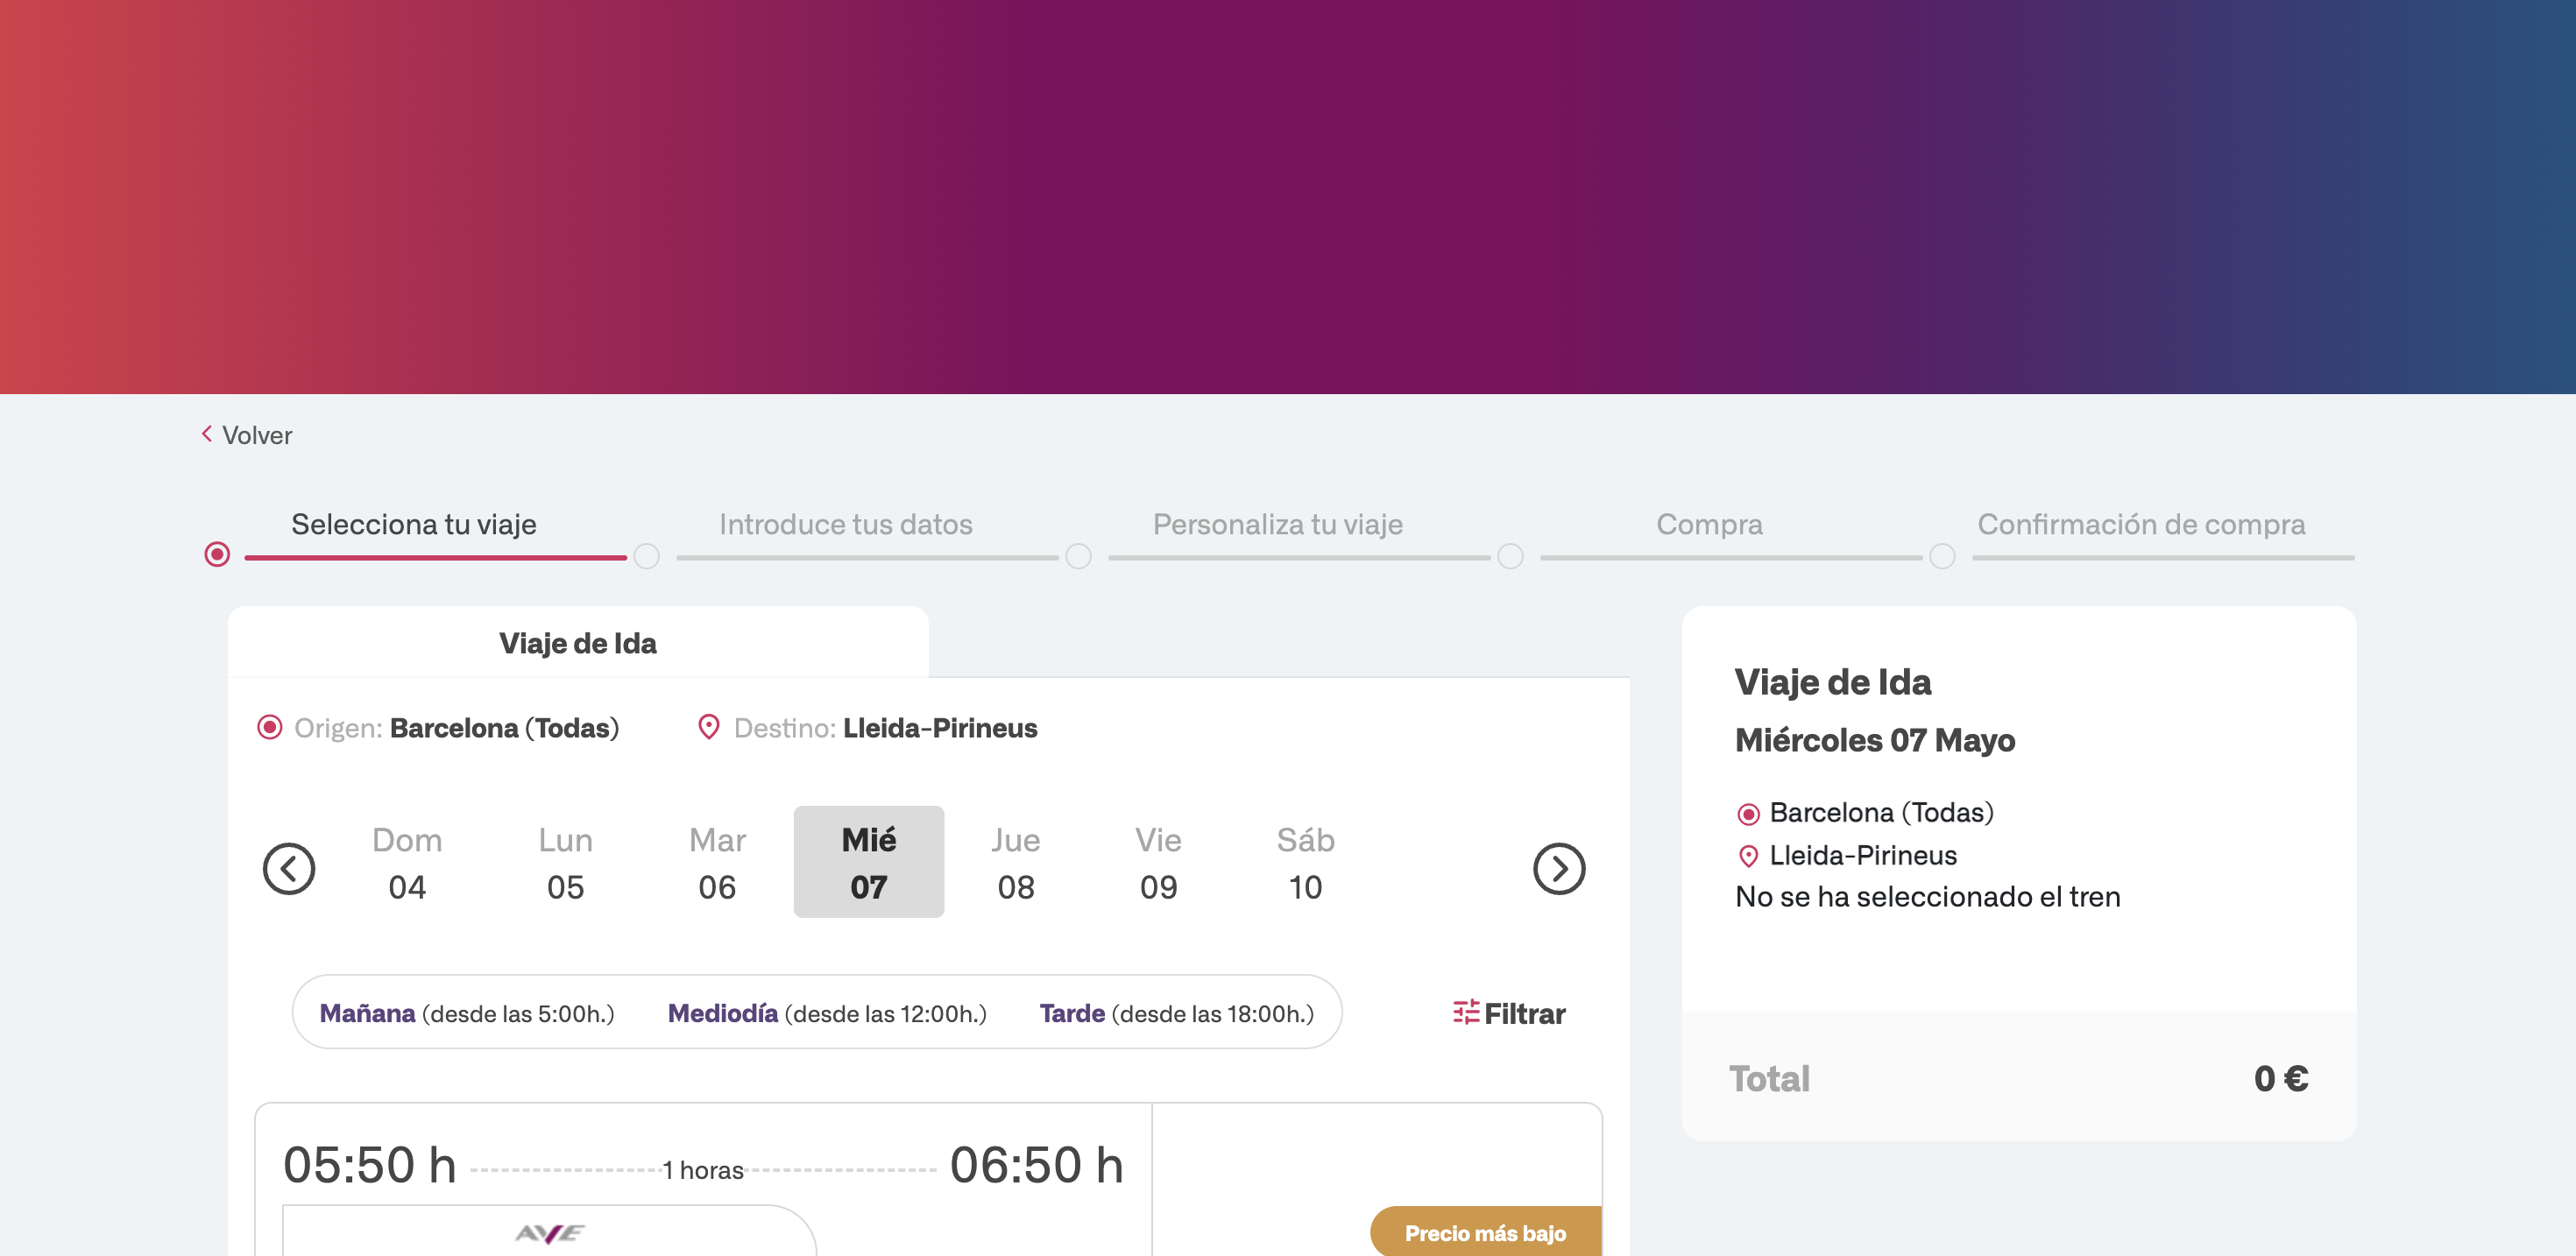 Volver
Selecciona tu viaje
Introduce tus datos
Personaliza tu viaje
Compra
Confirmación de compra
Viaje de Ida
Origen: Barcelona (Todas)
Destino: Lleida-Pirineus
Dom Lun Mar Mié Jue Vie Sáb
04 05 06 07 08 09 10
Mañana (desde las 5:00h.) Mediodía (desde las 12:00h.) Tarde (desde las 18:00h.)
Filtrar
05:50 h 1 horas 06:50 h
AVE
Precio más bajo
Viaje de Ida
Miércoles 07 Mayo
Barcelona (Todas)
Lleida-Pirineus
No se ha seleccionado el tren
Total 0 €